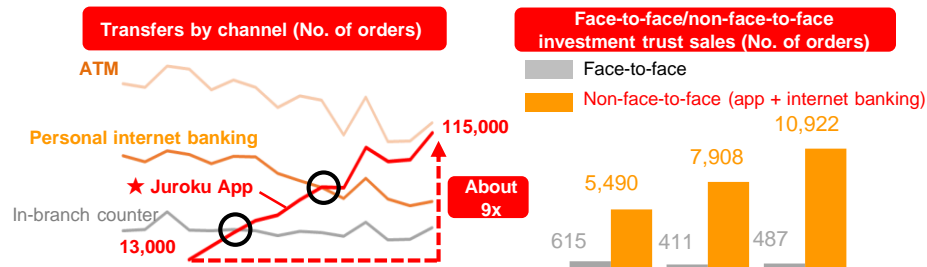 Transfers by channel (No. of orders)
ATM
Personal internet banking
★ Juroku App
In-branch counter
13,000
115,000
About
9x
Face-to-face/non-face-to-face
investment trust sales (No. of orders)
Face-to-face
Non-face-to-face (app + internet banking)
10,922
7,908
5,490
615
411
487